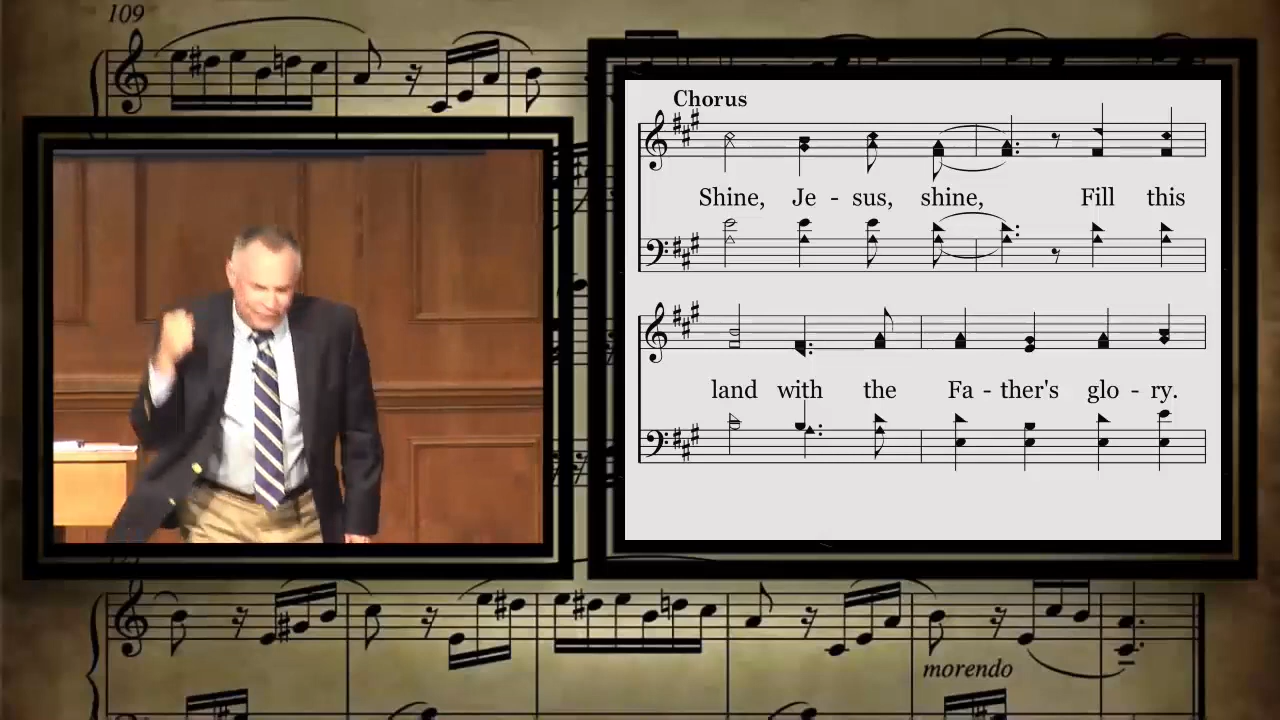 109
Chorus
Shine, Je - sus, shine, Fill this
land with the Fa - ther's glo - ry.
morendo